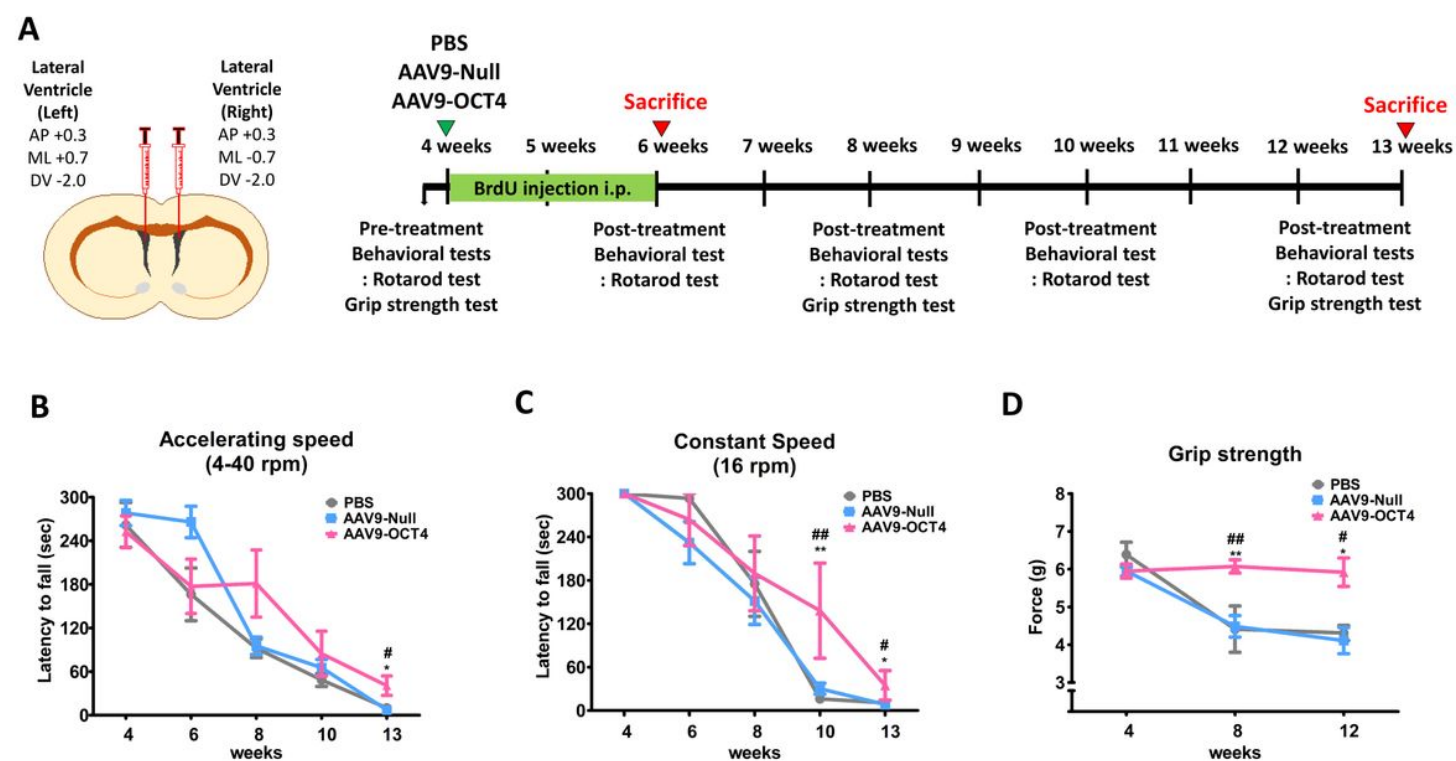 A
Lateral
Ventricle
(Left)
AP +0.3
ML +0.7
DV -2.0
Lateral
Ventricle
(Right)
AP +0.3
ML -0.7
DV -2.0
PBS
AAV9-Null
AAV9-OCT4
Sacrifice
Sacrifice
4 weeks 5 weeks 6 weeks 7 weeks 8 weeks 9 weeks 10 weeks 11 weeks 12 weeks 13 weeks
BrdU injection i.p.
Pre-treatment
Behavioral tests
: Rotarod test
Grip strength test
Post-treatment
Behavioral test
: Rotarod test
Post-treatment
Behavioral tests
: Rotarod test
Grip strength test
Post-treatment
Behavioral test
: Rotarod test
Post-treatment
Behavioral tests
: Rotarod test
Grip strength test
B
Accelerating speed
(4-40 rpm)
PBS
AAV9-Null
AAV9-OCT4
Latency to fall (sec)
300
240
180
120
60
0
#
*
4 6 8 10 13
weeks
C
Constant Speed
(16 rpm)
PBS
AAV9-Null
AAV9-OCT4
Latency to fall (sec)
300
240
180
120
60
0
##
**
#
*
4 6 8 10 13
weeks
D
Grip strength
PBS
AAV9-Null
AAV9-OCT4
Force (g)
8
7
6
5
4
3
##
**
#
*
4 8 12
weeks